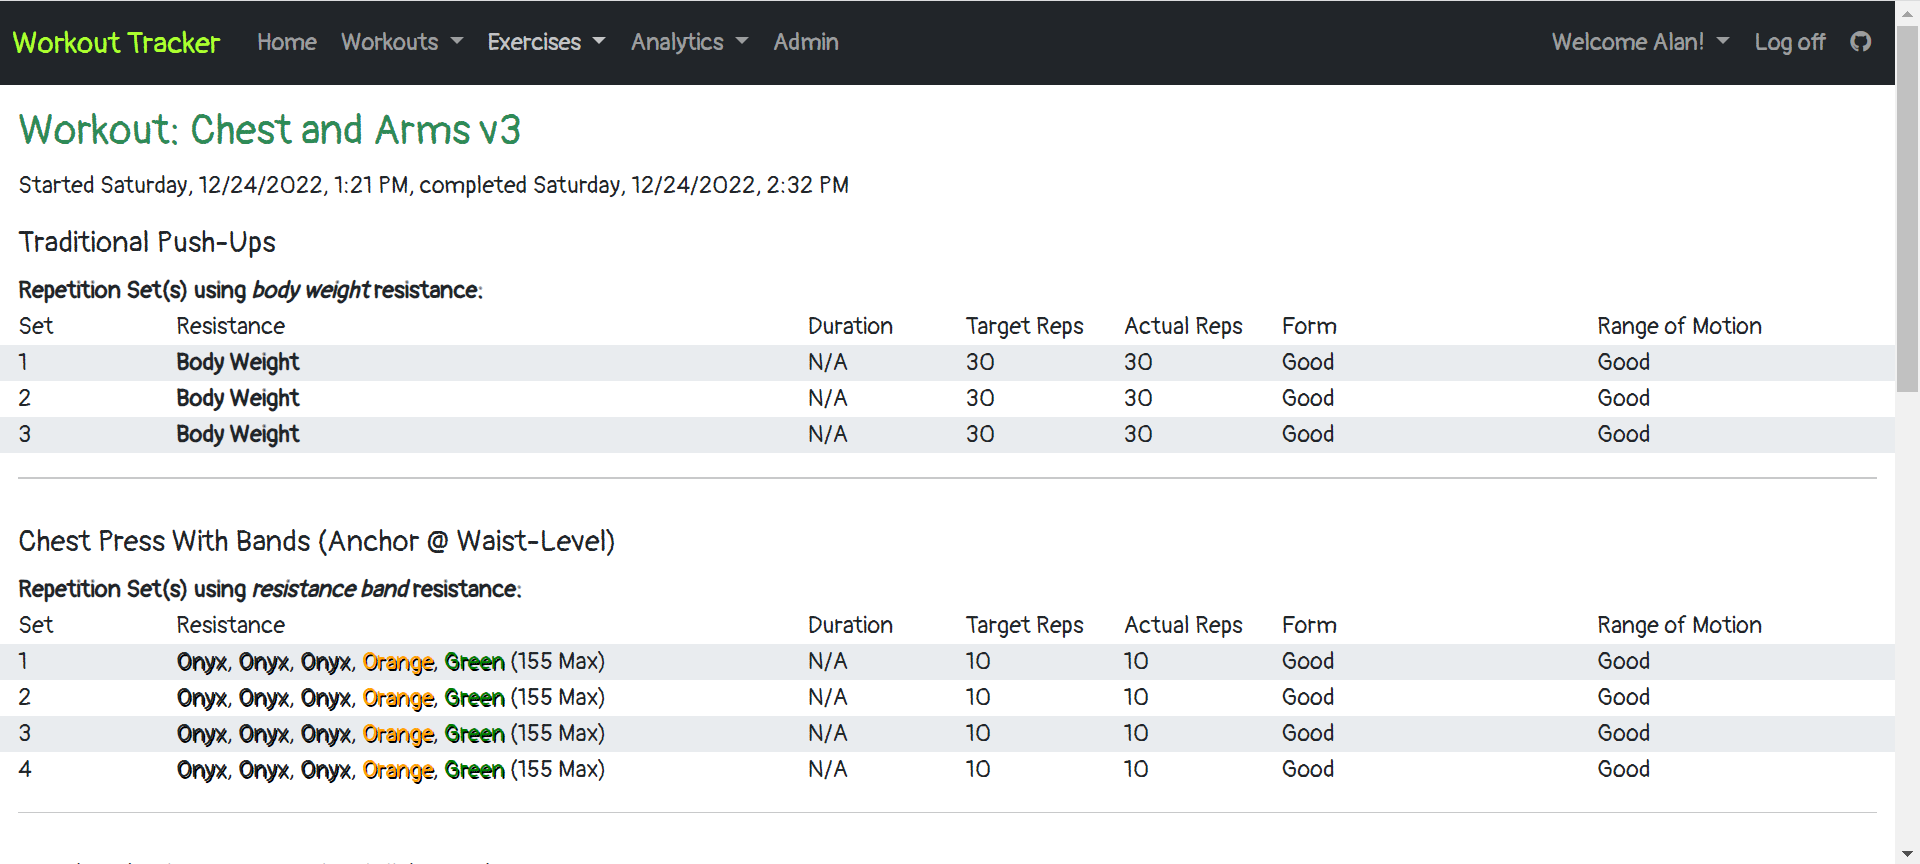 Workout Tracker Home Workouts Exercises Analytics Admin Welcome Alan! Log off
Workout: Chest and Arms v3
Started Saturday, 12/24/2022, 1:21 PM, completed Saturday, 12/24/2022, 2:32 PM
Traditional Push-Ups
Repetition Set(s) using body weight resistance:
Set Resistance Duration Target Reps Actual Reps Form Range of Motion
1 Body Weight N/A 30 30 Good Good
2 Body Weight N/A 30 30 Good Good
3 Body Weight N/A 30 30 Good Good
Chest Press With Bands (Anchor @ Waist-Level)
Repetition Set(s) using resistance band resistance:
Set Resistance Duration Target Reps Actual Reps Form Range of Motion
1 Onyx, Onyx, Onyx, Orange, Green (155 Max) N/A 10 10 Good Good
2 Onyx, Onyx, Onyx, Orange, Green (155 Max) N/A 10 10 Good Good
3 Onyx, Onyx, Onyx, Orange, Green (155 Max) N/A 10 10 Good Good
4 Onyx, Onyx, Onyx, Orange, Green (155 Max) N/A 10 10 Good Good